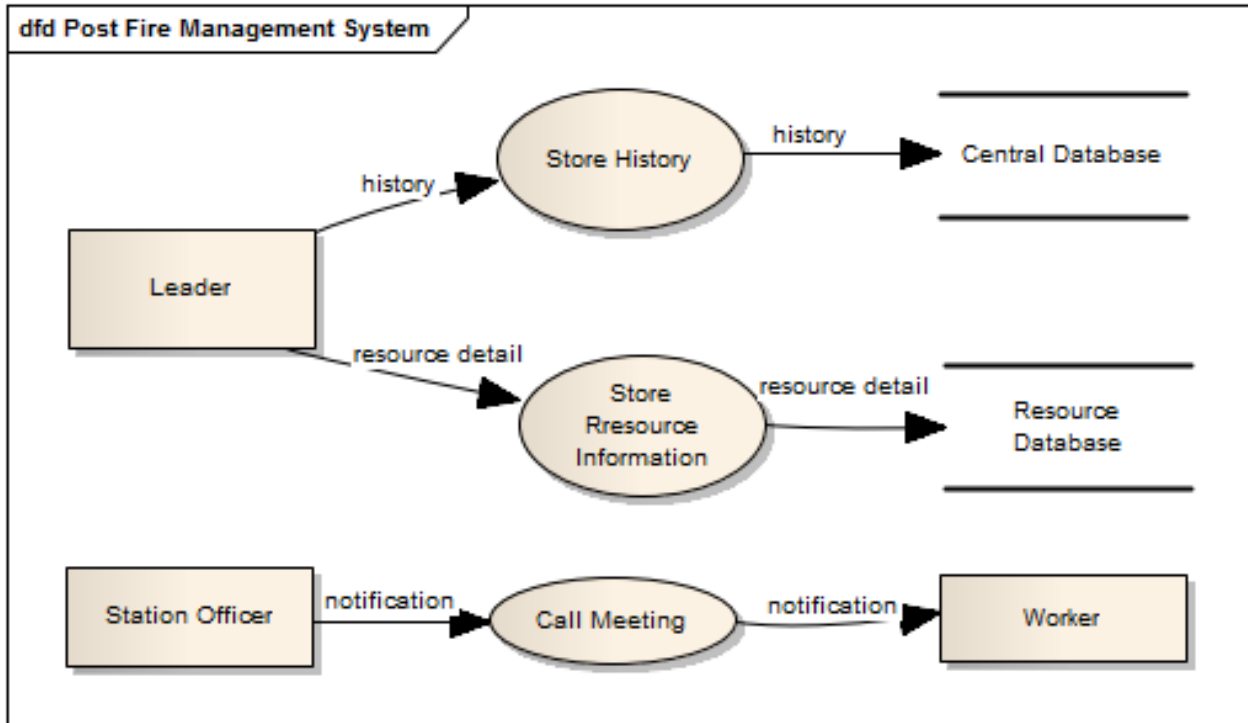 dfd Post Fire Management System
Store History
history
Central Database
history
Leader
resource detail
Store
Rresource
Information
resource detail
Resource
Database
Station Officer
notification
Call Meeting
notification
Worker